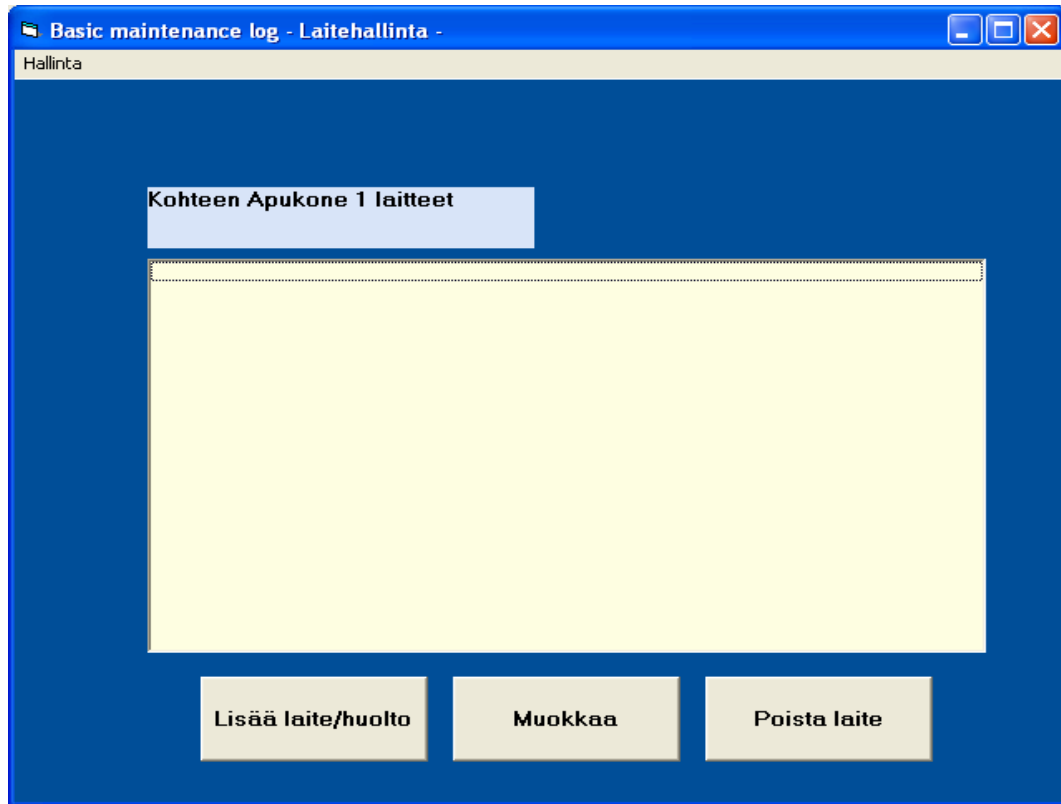 Basic maintenance log - Laitehallinta -
Hallinta
Kohteen Apukone 1 laitteet
Lisää laite/huolto
Muokkaa
Poista laite